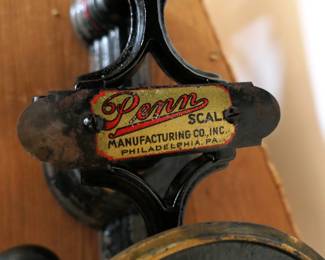 Penn
SCALE
MANUFACTURING CO., INC.
PHILADELPHIA, PA.